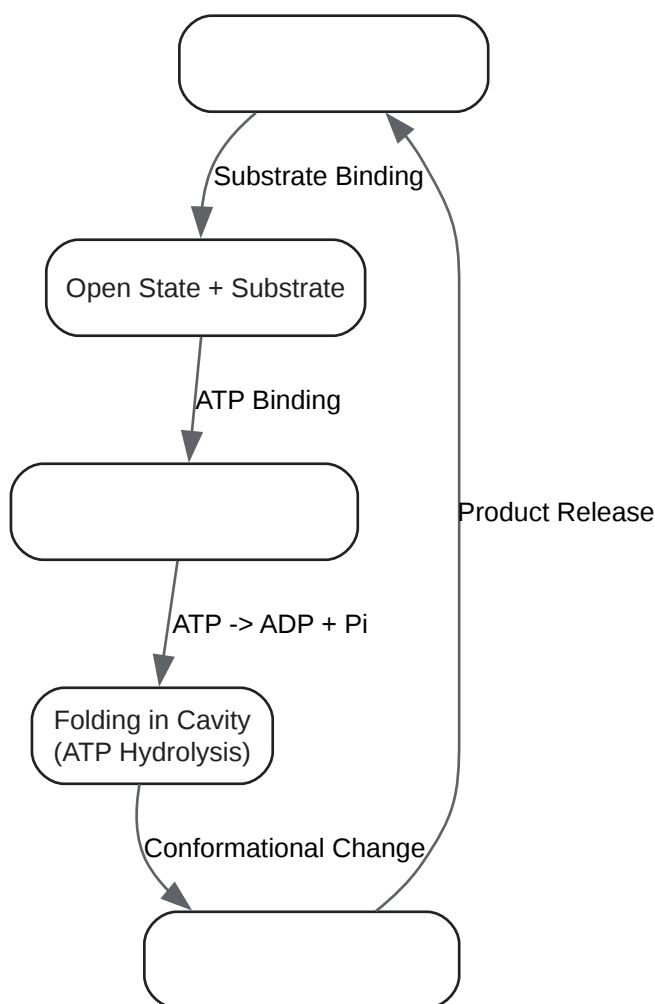 Substrate Binding
Open State + Substrate
ATP Binding
Product Release
ATP -> ADP + Pi
Folding in Cavity
(ATP Hydrolysis)
Conformational Change